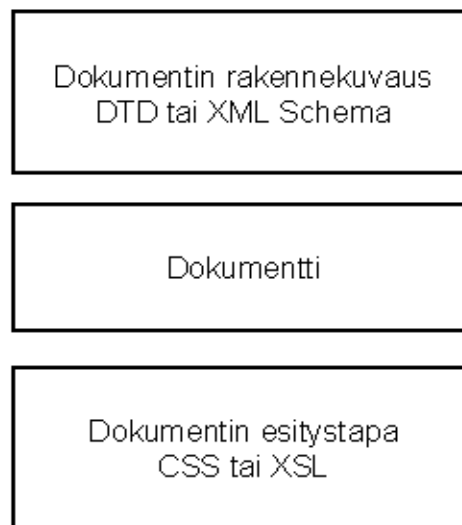 Dokumentin rakennekuvaus
DTD tai XML Schema
Dokumentti
Dokumentin esitystapa
CSS tai XSL